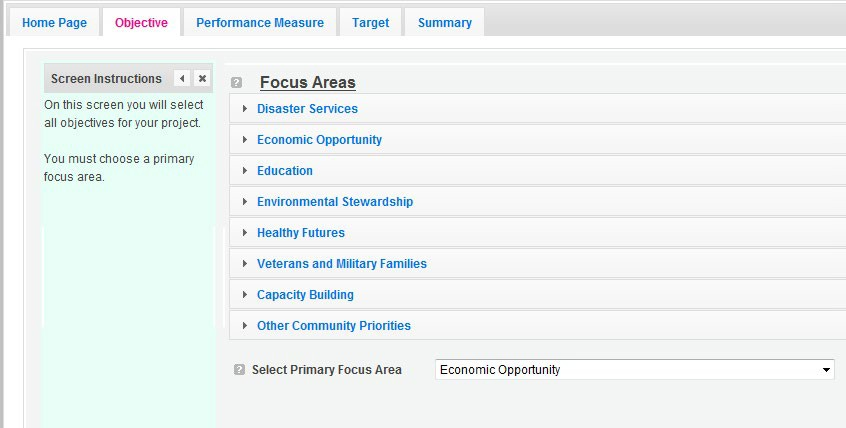 Home Page Objective Performance Measure Target Summary
Screen Instructions
On this screen you will select
all objectives for your project.
You must choose a primary
focus area.
? Focus Areas
Disaster Services
Economic Opportunity
Education
Environmental Stewardship
Healthy Futures
Veterans and Military Families
Capacity Building
Other Community Priorities
? Select Primary Focus Area Economic Opportunity